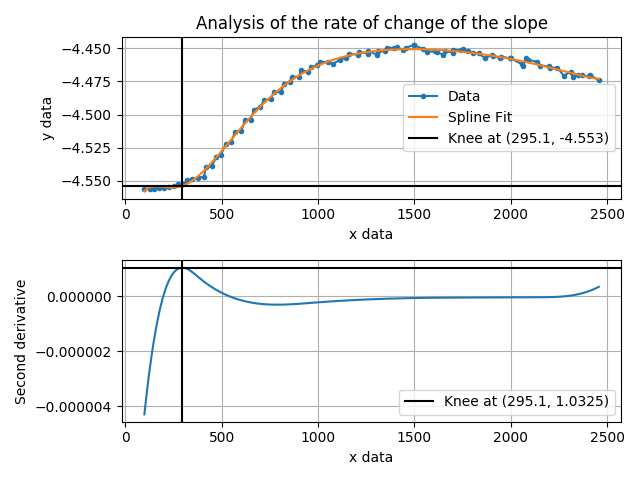 Analysis of the rate of change of the slope
−4.450
−4.475
−4.500
−4.525
−4.550
y data
Data
Spline Fit
Knee at (295.1, -4.553)
0 500 1000 1500 2000 2500
x data
0.000000
−0.000002
−0.000004
Second derivative
Knee at (295.1, 1.0325)
0 500 1000 1500 2000 2500
x data